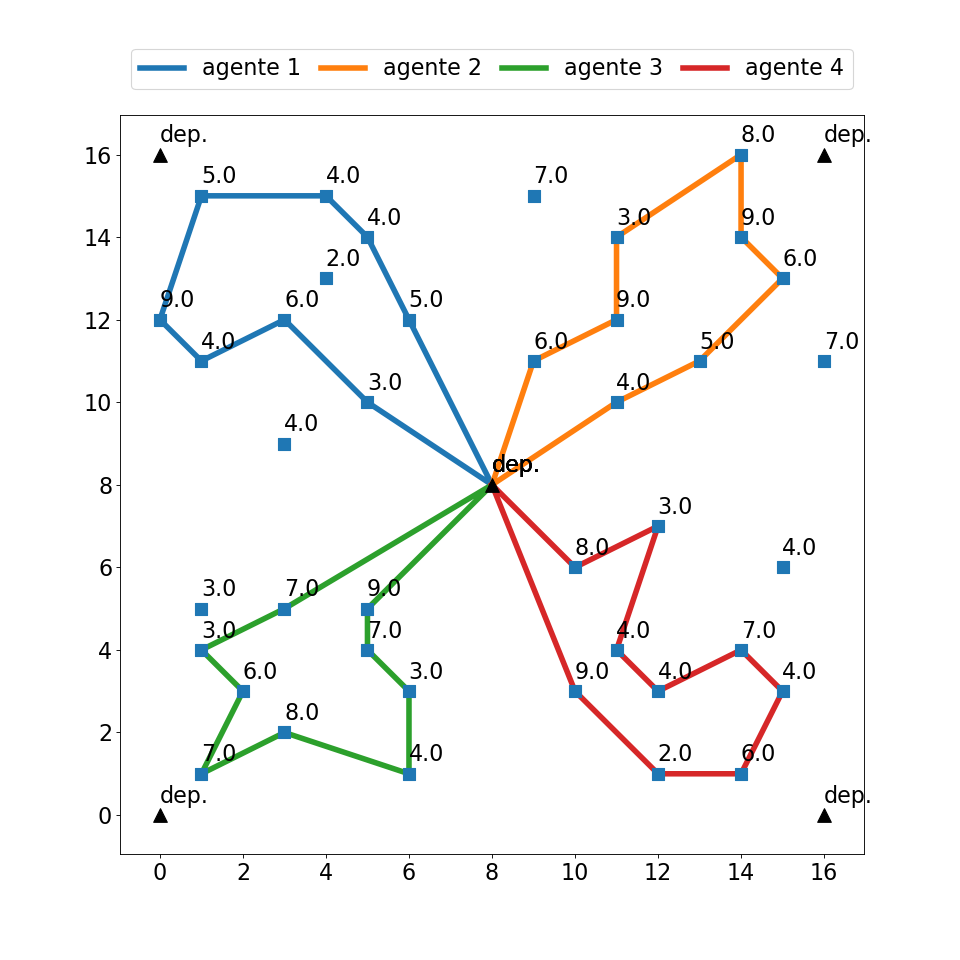 agente 1 agente 2 agente 3 agente 4
dep. 8.0 dep.
16
5.0 4.0 7.0
4.0 3.0 9.0
14
2.0 6.0
9.0 6.0 5.0 9.0
12
4.0 6.0 5.0 7.0
3.0 4.0
10
4.0
dep.
8
3.0
8.0 4.0
6
3.0 7.0 9.0
3.0 7.0 4.0 7.0
4
6.0 3.0 9.0 4.0 4.0
8.0
2
7.0 4.0 2.0 6.0
dep. dep.
0
0 2 4 6 8 10 12 14 16